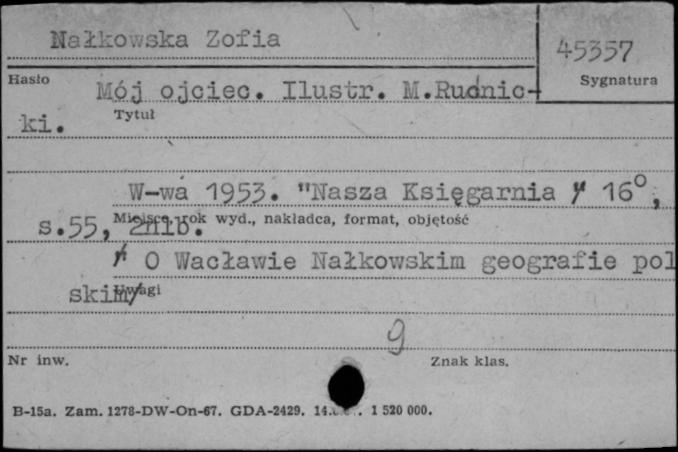 Nałkowska Zofia
45357
Hasło
Sygnatura
Mój ojciec. Ilustr. M.Rudnic-
Tytuł
ki.
W-wa 1953. "Nasza Księgarnia " 16°,
Miejsce, rok wyd., nakładca, format, objętość
s.55, 2nlb.
/ O Wacławie Nałkowskim geografie pol
skim/
Uwagi
9
Nr inw.
Znak klas.
B-15a. Zam. 1278-DW-On-67. GDA-2429. 1 520 000.